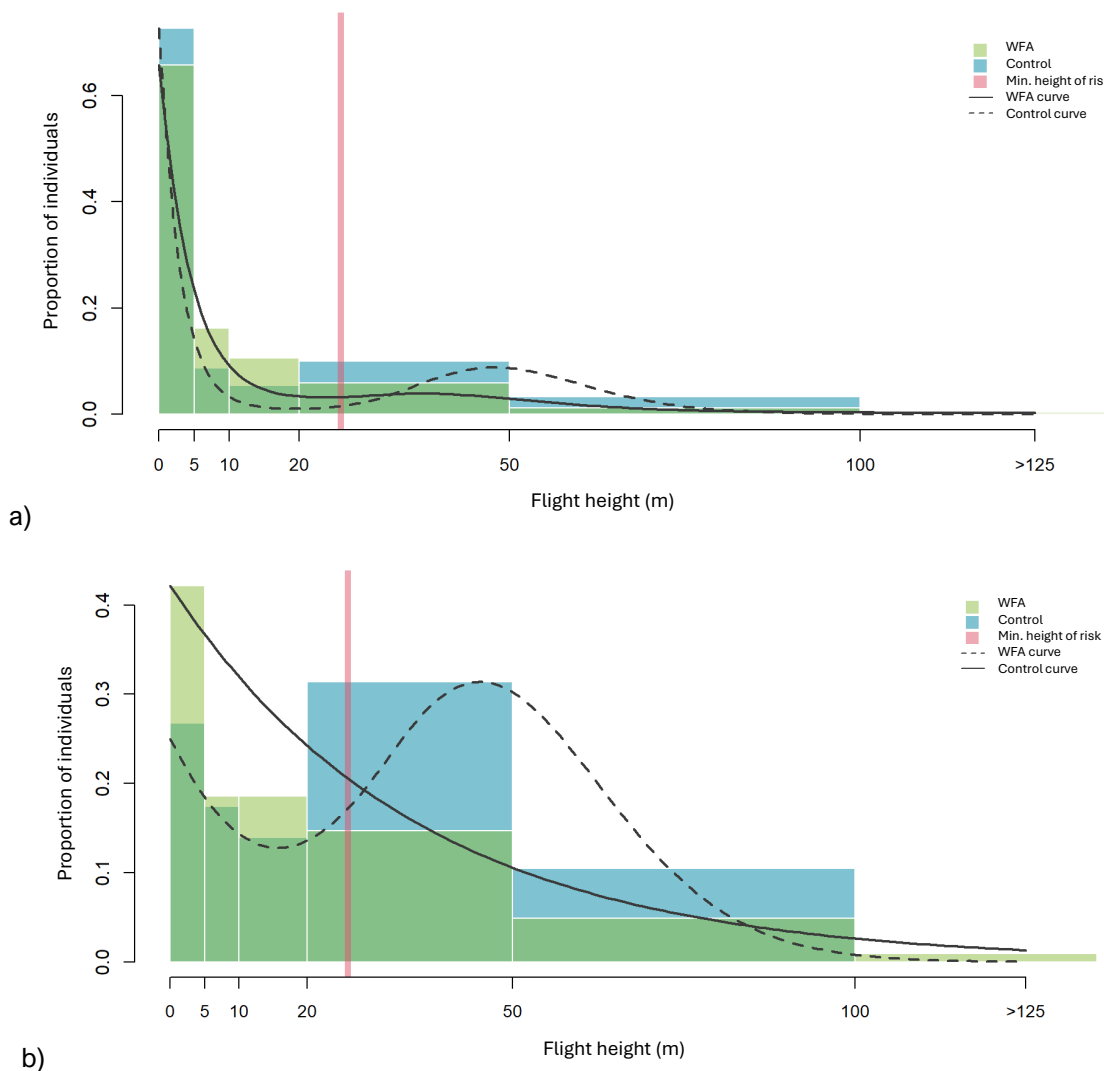 a)
Proportion of individuals
0.6
0.4
0.2
0.0
WFA
Control
Min. height of ris
WFA curve
Control curve
0 5 10 20 50 100 >125
Flight height (m)
b)
Proportion of individuals
0.4
0.3
0.2
0.1
0.0
WFA
Control
Min. height of risk
WFA curve
Control curve
0 5 10 20 50 100 >125
Flight height (m)